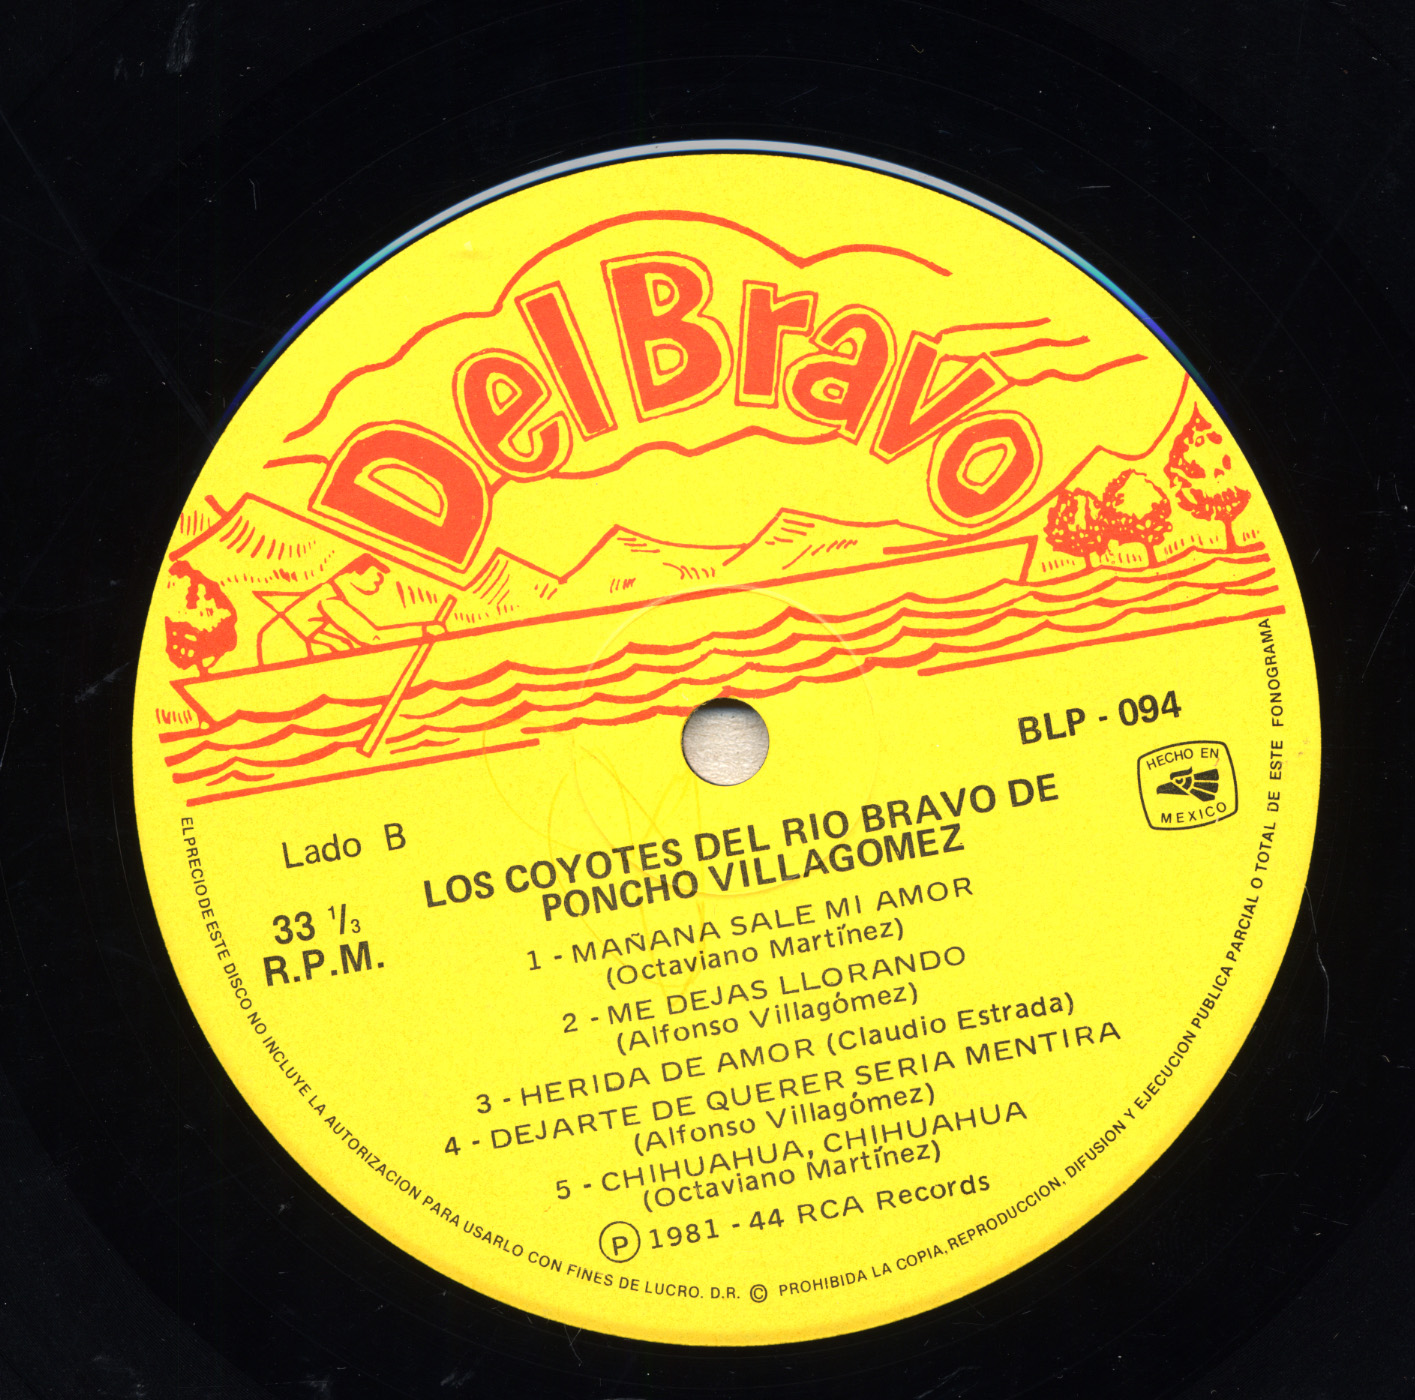 Del Bravo
BLP - 094
HECHO EN
MEXICO
Lado B
33 1/3
R.P.M.
LOS COYOTES DEL RIO BRAVO DE
PONCHO VILLAGOMEZ
1 - MAÑANA SALE MI AMOR
(Octaviano Martínez)
2 - ME DEJAS LLORANDO
(Alfonso Villagómez)
3 - HERIDA DE AMOR (Claudio Estrada)
4 - DEJARTE DE QUERER SERIA MENTIRA
(Alfonso Villagómez)
5 - CHIHUAHUA, CHIHUAHUA
(Octaviano Martínez)
Ⓟ 1981 - 44 RCA Records
EL PRECIO DE ESTE DISCO NO INCLUYE LA AUTORIZACION PARA USARLO CON FINES DE LUCRO. D.R. © PROHIBIDA LA COPIA, REPRODUCCION, DIFUSION Y EJECUCION PUBLICA PARCIAL O TOTAL DE ESTE FONOGRAMA